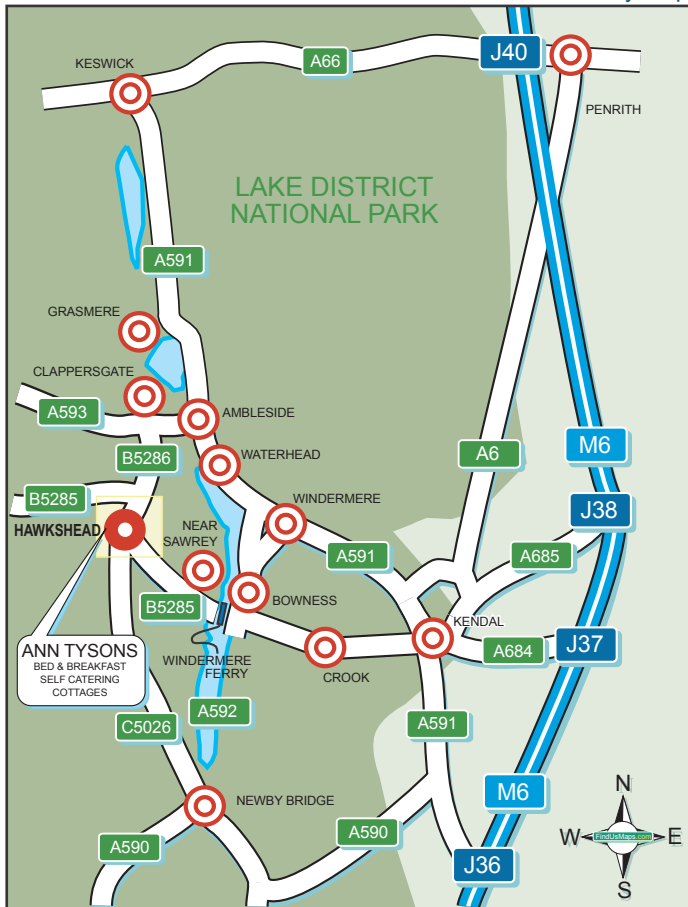 J40
A66
KESWICK
PENRITH
LAKE DISTRICT
NATIONAL PARK
A591
GRASMERE
CLAPPERSGATE
A593
AMBLESIDE
B5286
WATERHEAD
A6
M6
B5285
WINDERMERE
J38
HAWKSHEAD
NEAR
SAWREY
A591
A685
B5285
BOWNESS
KENDAL
ANN TYSONS
BED & BREAKFAST
SELF CATERING
COTTAGES
WINDERMERE
FERRY
CROOK
A684
J37
C5026
A592
A591
NEWBY BRIDGE
M6
A590
A590
J36
N
W
FindUsMaps.com
E
S